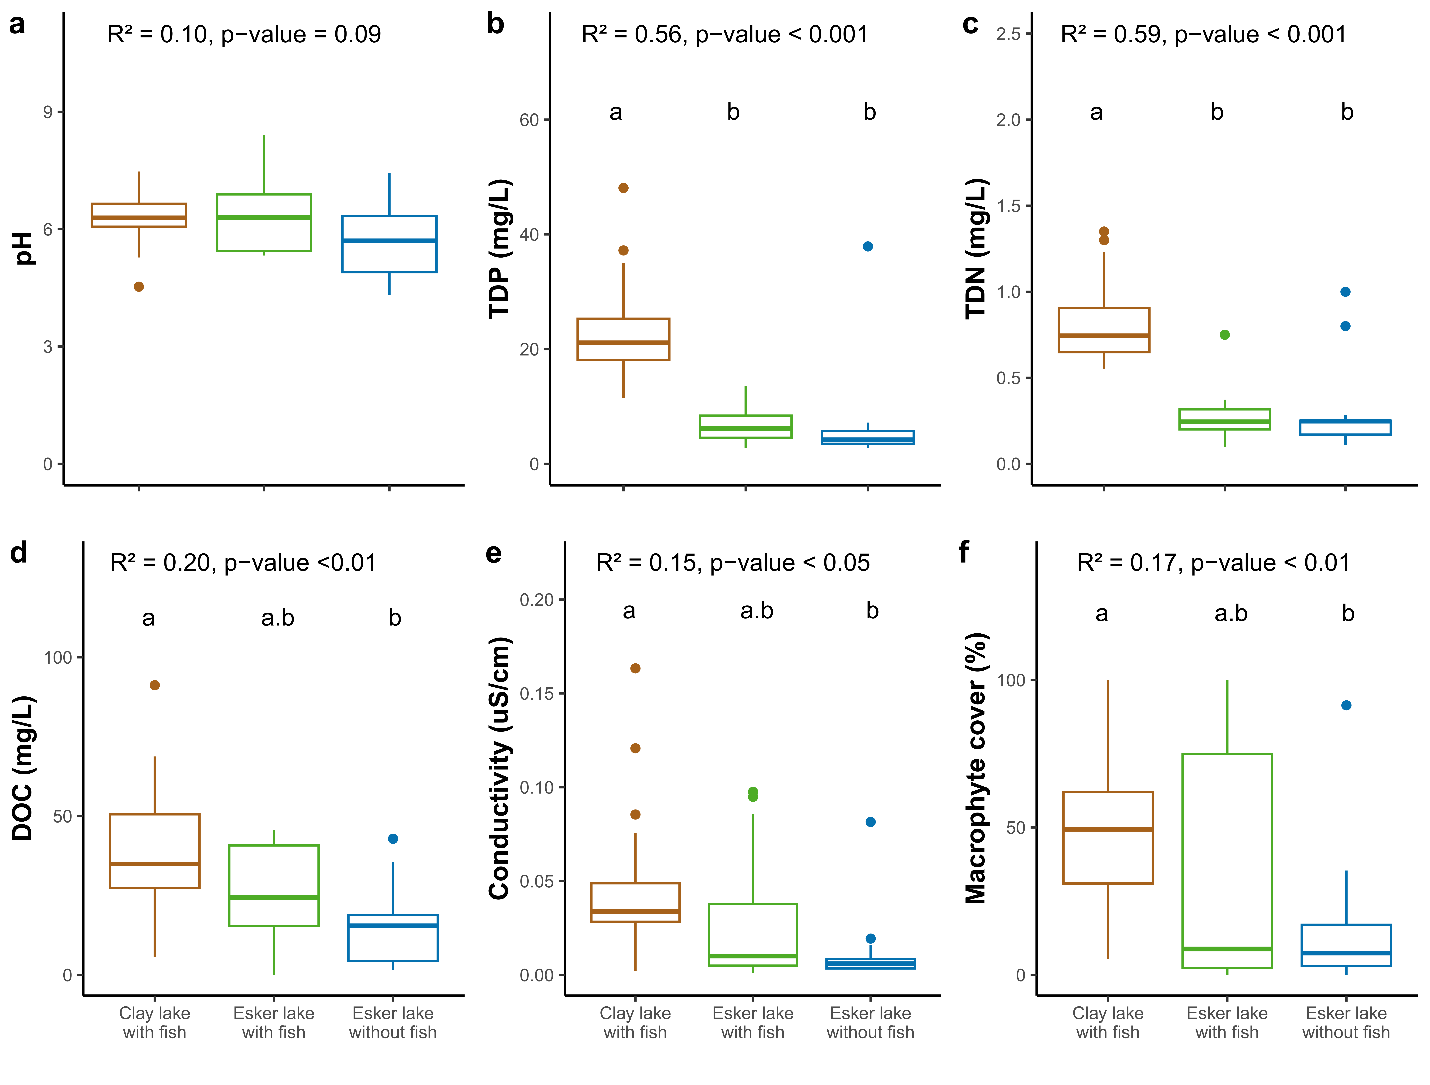 a
R² = 0.10, p−value = 0.09
pH
9
6
3
0
b
R² = 0.56, p−value < 0.001
a
b
b
TDP (mg/L)
60
40
20
0
c
R² = 0.59, p−value < 0.001
a
b
b
TDN (mg/L)
2.5
2.0
1.5
1.0
0.5
0.0
d
R² = 0.20, p−value <0.01
a
a.b
b
DOC (mg/L)
100
50
0
Clay lake
with fish
Esker lake
with fish
Esker lake
without fish
e
R² = 0.15, p−value < 0.05
a
a.b
b
Conductivity (uS/cm)
0.20
0.15
0.10
0.05
0.00
Clay lake
with fish
Esker lake
with fish
Esker lake
without fish
f
R² = 0.17, p−value < 0.01
a
a.b
b
Macrophyte cover (%)
100
50
0
Clay lake
with fish
Esker lake
with fish
Esker lake
without fish